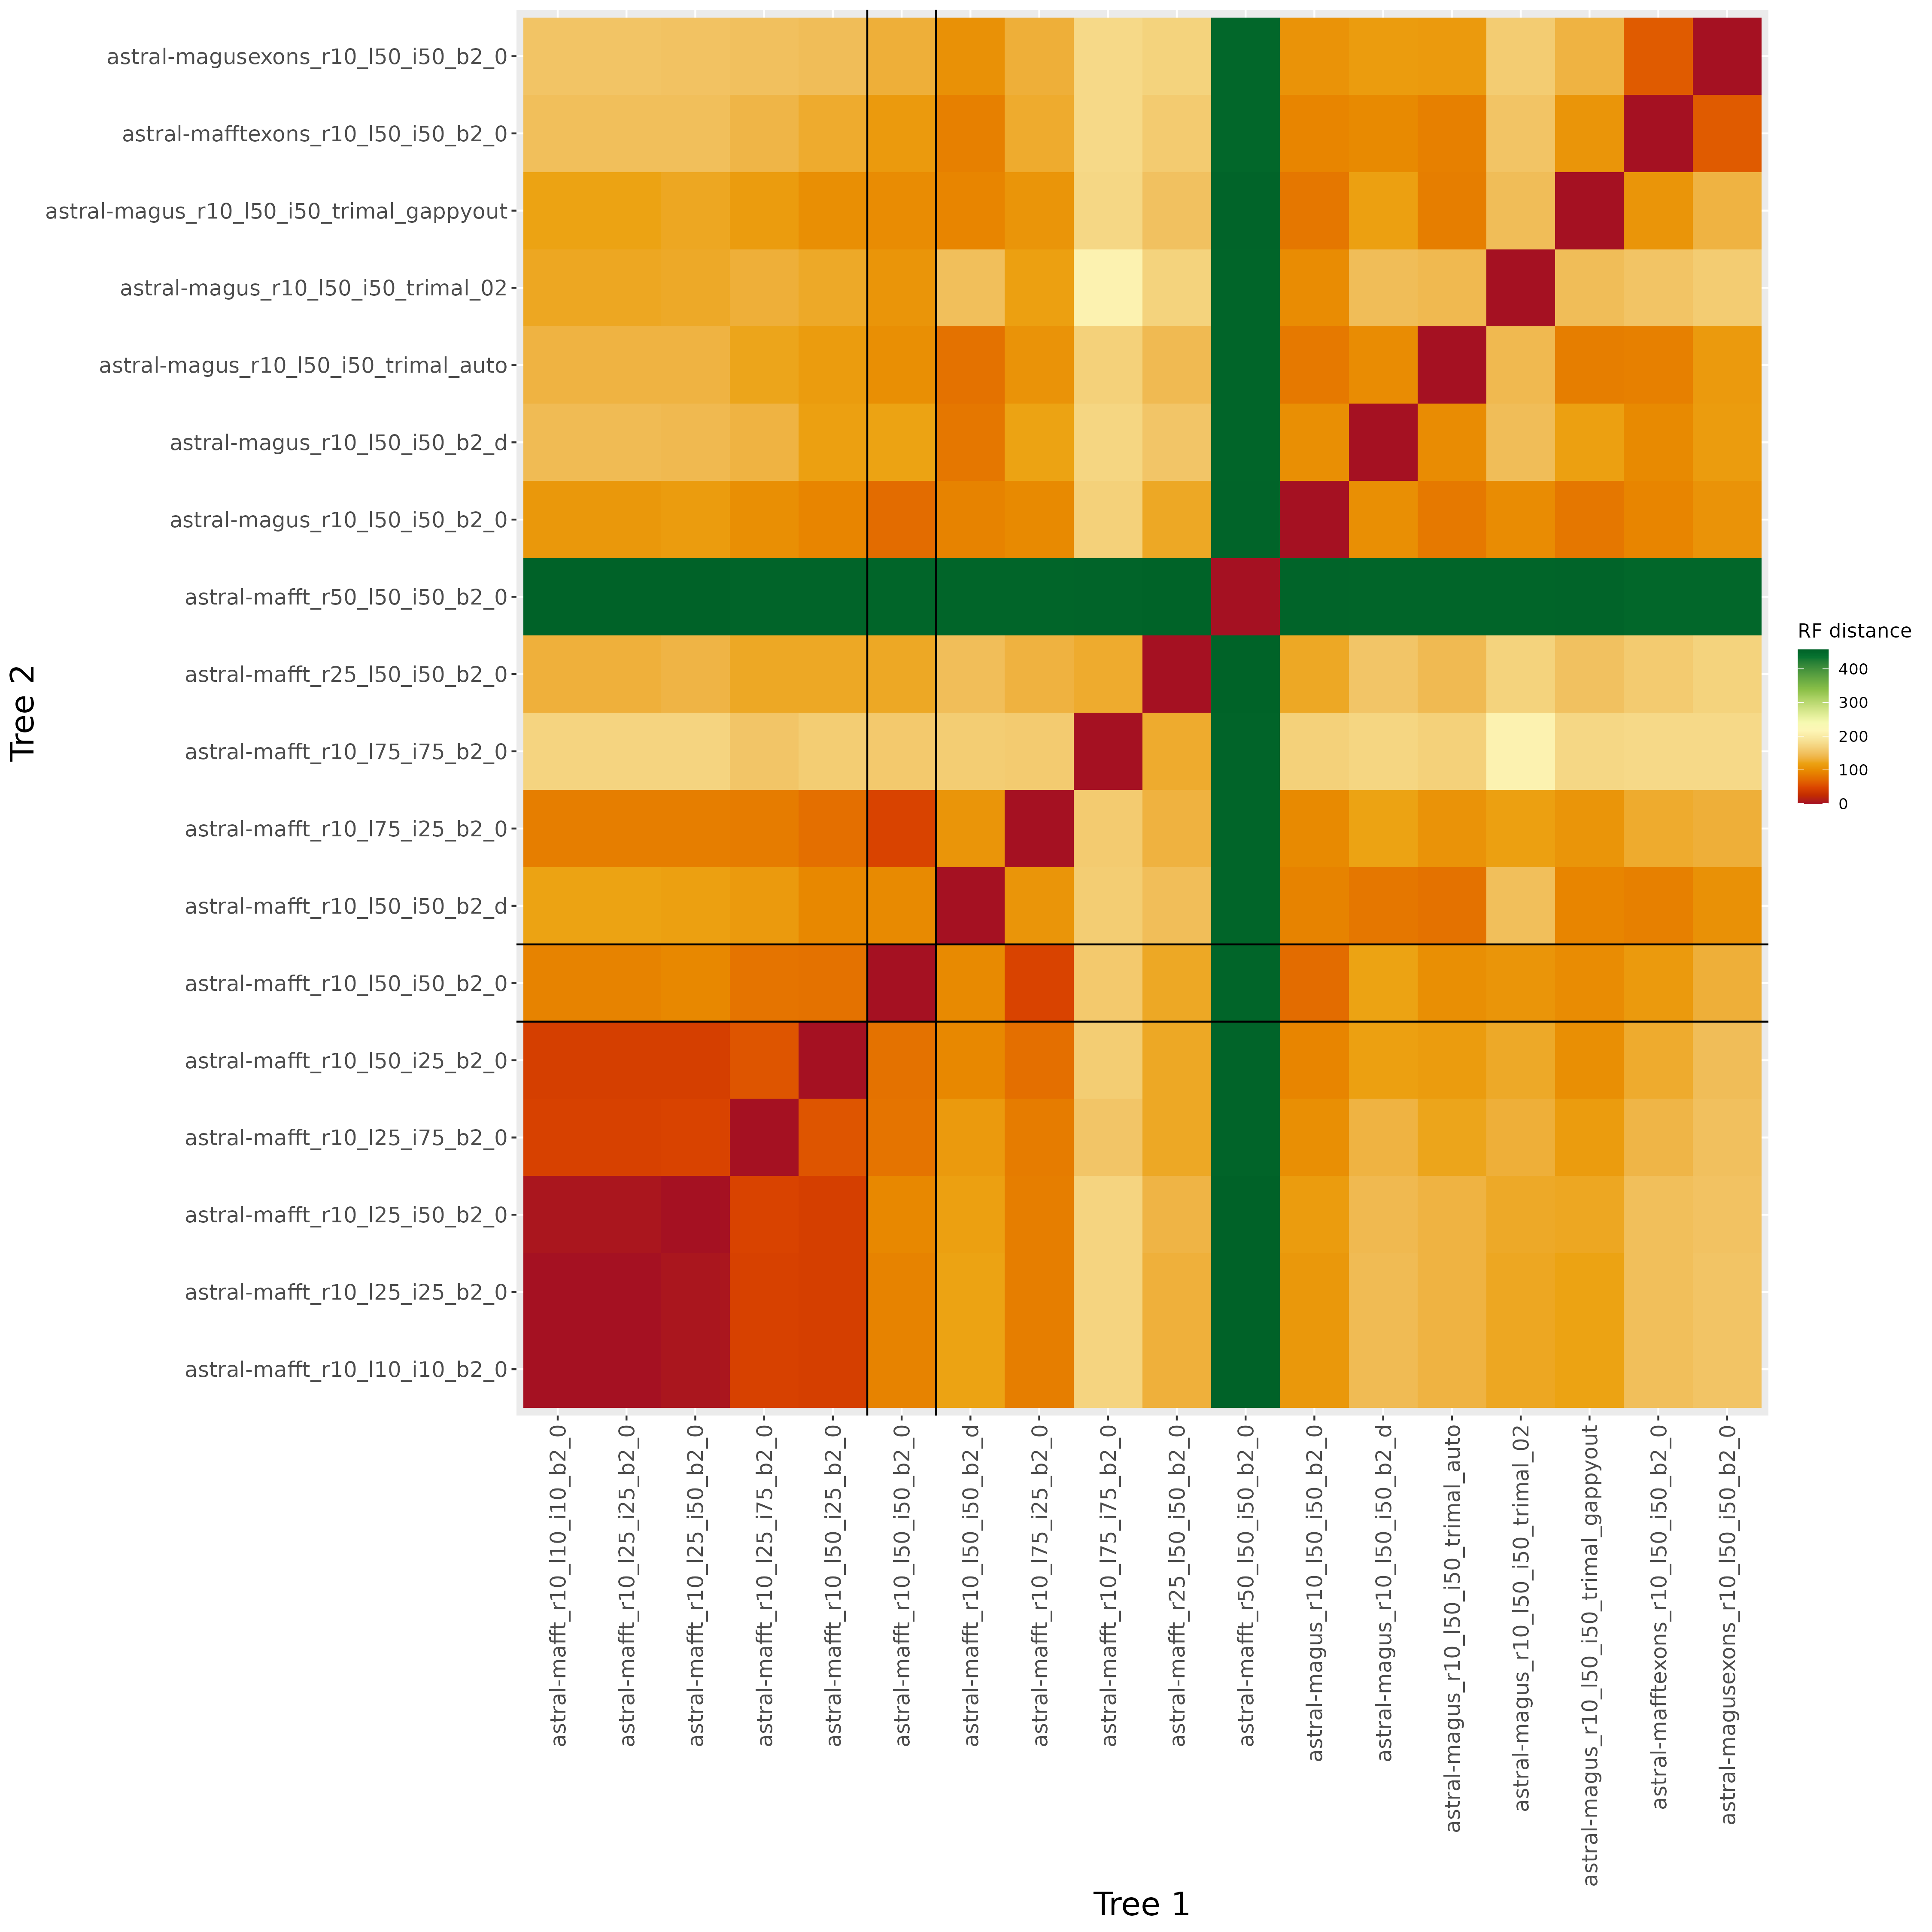 astral-magusexons_r10_l50_i50_b2_0
astral-mafftexons_r10_l50_i50_b2_0
astral-magus_r10_l50_i50_trimal_gappyout
astral-magus_r10_l50_i50_trimal_02
astral-magus_r10_l50_i50_trimal_auto
astral-magus_r10_l50_i50_b2_d
astral-magus_r10_l50_i50_b2_0
astral-mafft_r50_l50_i50_b2_0
astral-mafft_r25_l50_i50_b2_0
astral-mafft_r10_l75_i75_b2_0
astral-mafft_r10_l75_i25_b2_0
astral-mafft_r10_l50_i50_b2_d
astral-mafft_r10_l50_i50_b2_0
astral-mafft_r10_l50_i25_b2_0
astral-mafft_r10_l25_i75_b2_0
astral-mafft_r10_l25_i50_b2_0
astral-mafft_r10_l25_i25_b2_0
astral-mafft_r10_l10_i10_b2_0
Tree 2
RF distance
400
300
200
100
0
astral-mafft_r10_l10_i10_b2_0
astral-mafft_r10_l25_i25_b2_0
astral-mafft_r10_l25_i50_b2_0
astral-mafft_r10_l25_i75_b2_0
astral-mafft_r10_l50_i25_b2_0
astral-mafft_r10_l50_i50_b2_0
astral-mafft_r10_l50_i50_b2_d
astral-mafft_r10_l75_i25_b2_0
astral-mafft_r10_l75_i75_b2_0
astral-mafft_r25_l50_i50_b2_0
astral-mafft_r50_l50_i50_b2_0
astral-magus_r10_l50_i50_b2_0
astral-magus_r10_l50_i50_b2_d
astral-magus_r10_l50_i50_trimal_auto
astral-magus_r10_l50_i50_trimal_02
astral-magus_r10_l50_i50_trimal_gappyout
astral-mafftexons_r10_l50_i50_b2_0
astral-magusexons_r10_l50_i50_b2_0
Tree 1